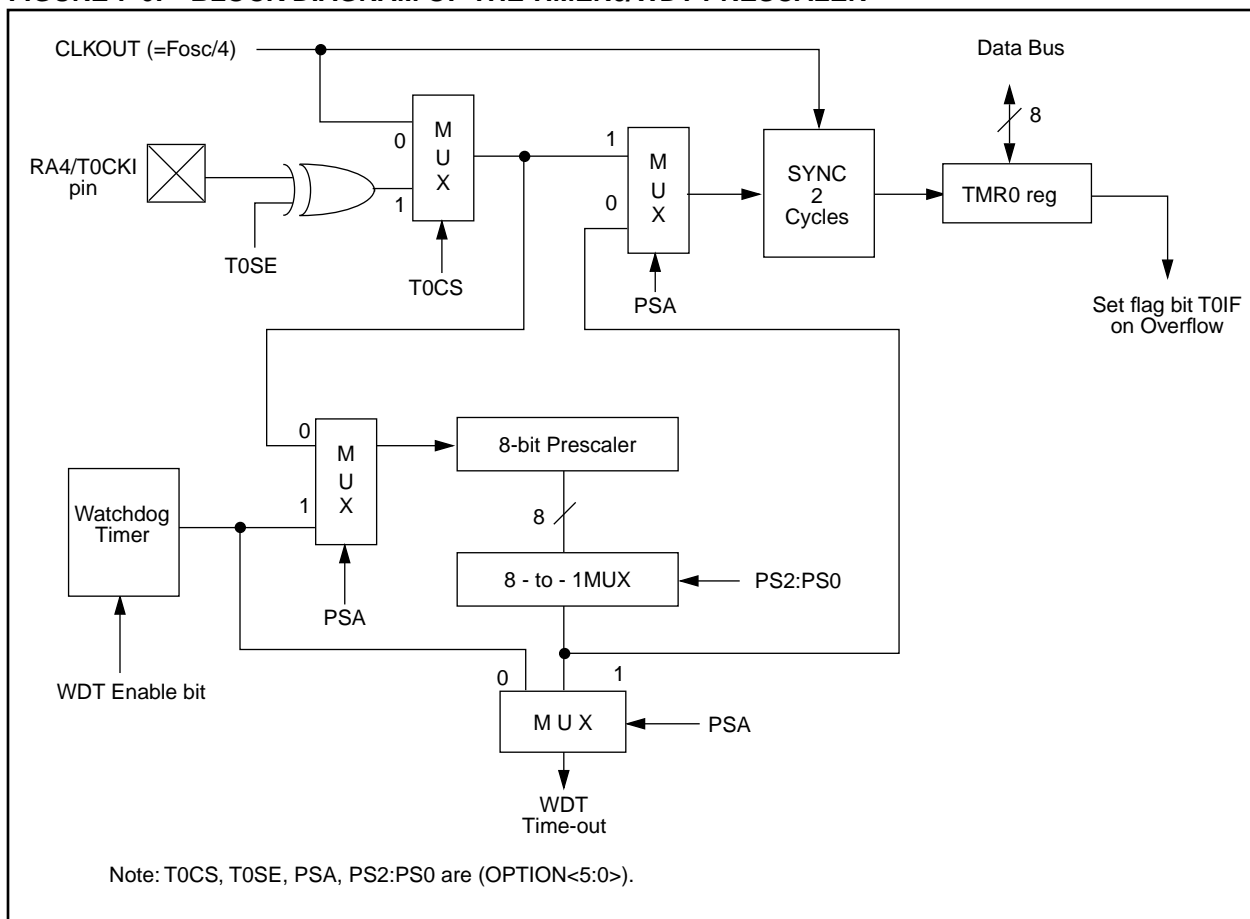 CLKOUT (=Fosc/4)
Data Bus
8
M
U
X
0
1
RA4/T0CKI
pin
T0SE
T0CS
1
0
M
U
X
PSA
SYNC
2
Cycles
TMR0 reg
Set flag bit T0IF
on Overflow
0
1
M
U
X
PSA
8-bit Prescaler
8
Watchdog
Timer
8 - to - 1MUX
PS2:PS0
WDT Enable bit
0
1
M U X
PSA
WDT
Time-out
Note: T0CS, T0SE, PSA, PS2:PS0 are (OPTION<5:0>).